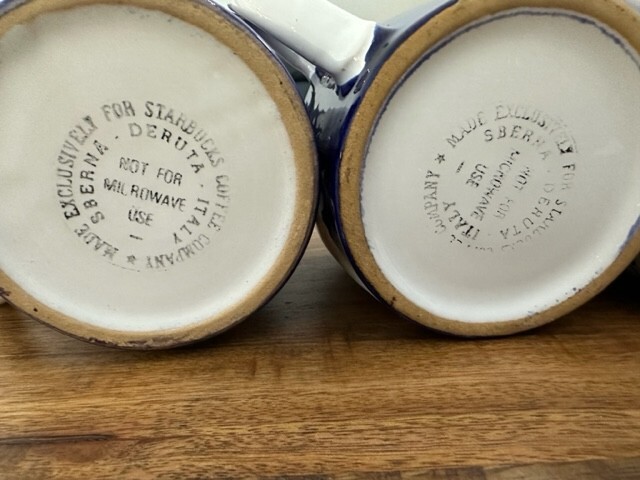 MADE EXCLUSIVELY FOR STARBUCKS COFFEE COMPANY ★
SBERNA · DERUTA · ITALY
NOT FOR
MICROWAVE
USE
—
★ MADE EXCLUSIVELY FOR COMPANY
SBERNA · DERUTA ITALY
NOT FOR
MICROWAVE
USE
—